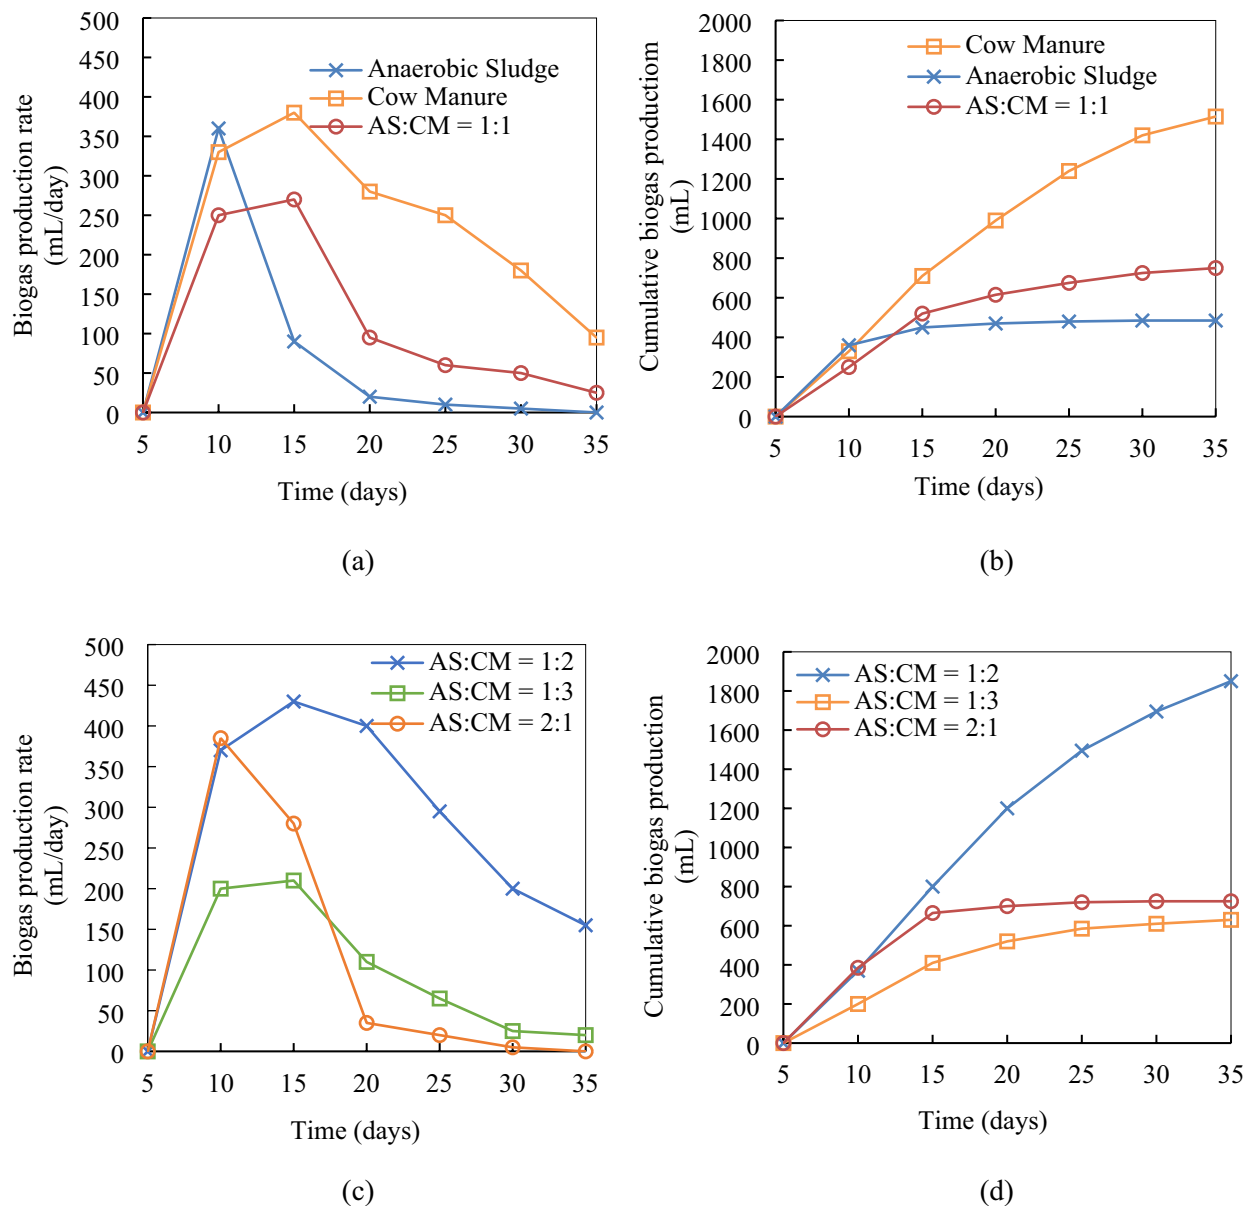 500
450
400
350
300
250
200
150
100
50
0
Biogas production rate
(mL/day)
Anaerobic Sludge
Cow Manure
AS:CM = 1:1
5 10 15 20 25 30 35
Time (days)
(a)
2000
1800
1600
1400
1200
1000
800
600
400
200
0
Cumulative biogas productiom
(mL)
Cow Manure
Anaerobic Sludge
AS:CM = 1:1
5 10 15 20 25 30 35
Time (days)
(b)
500
450
400
350
300
250
200
150
100
50
0
Biogas production rate
(mL/day)
AS:CM = 1:2
AS:CM = 1:3
AS:CM = 2:1
5 10 15 20 25 30 35
Time (days)
(c)
2000
1800
1600
1400
1200
1000
800
600
400
200
0
Cumulative biogas production
(mL)
AS:CM = 1:2
AS:CM = 1:3
AS:CM = 2:1
5 10 15 20 25 30 35
Time (days)
(d)